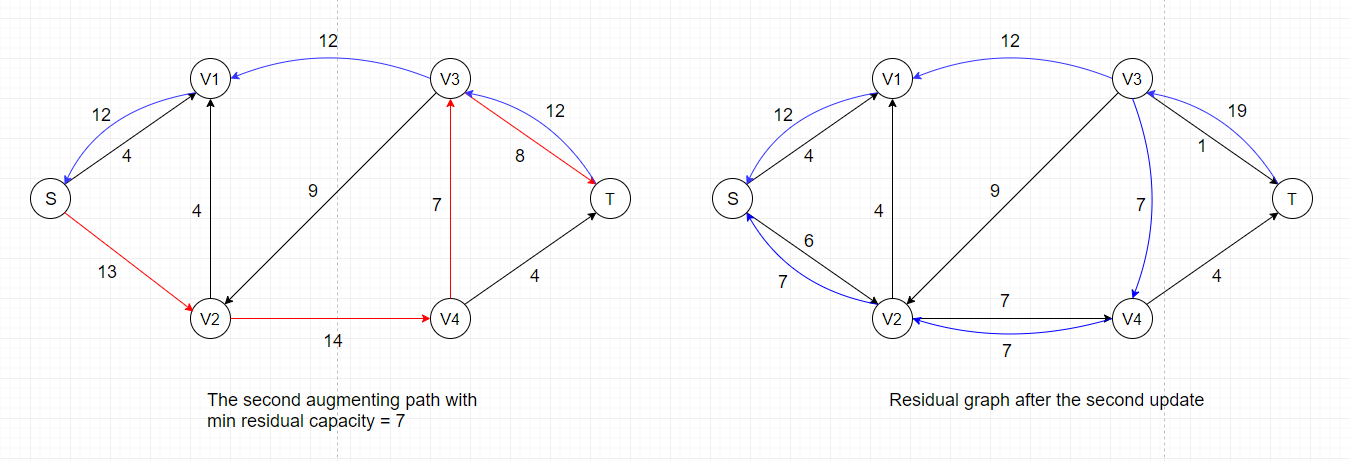 12
12
V1
V3
V1
V3
12
12
12
19
4
8
4
1
S
9
T
S
9
T
4
7
4
7
13
4
6
4
7
V2
V4
V2
7
V4
14
7
The second augmenting path with
min residual capacity = 7
Residual graph after the second update